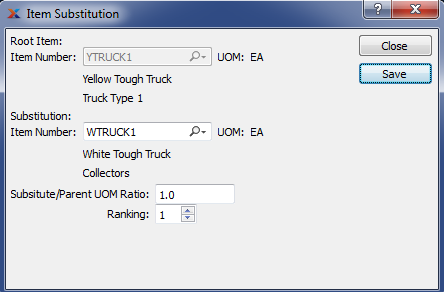 Item Substitution
Root Item:
Item Number: YTRUCK1 UOM: EA
Close
Yellow Tough Truck
Save
Truck Type 1
Substitution:
Item Number: WTRUCK1 UOM: EA
White Tough Truck
Collectors
Subsitute/Parent UOM Ratio: 1.0
Ranking: 1